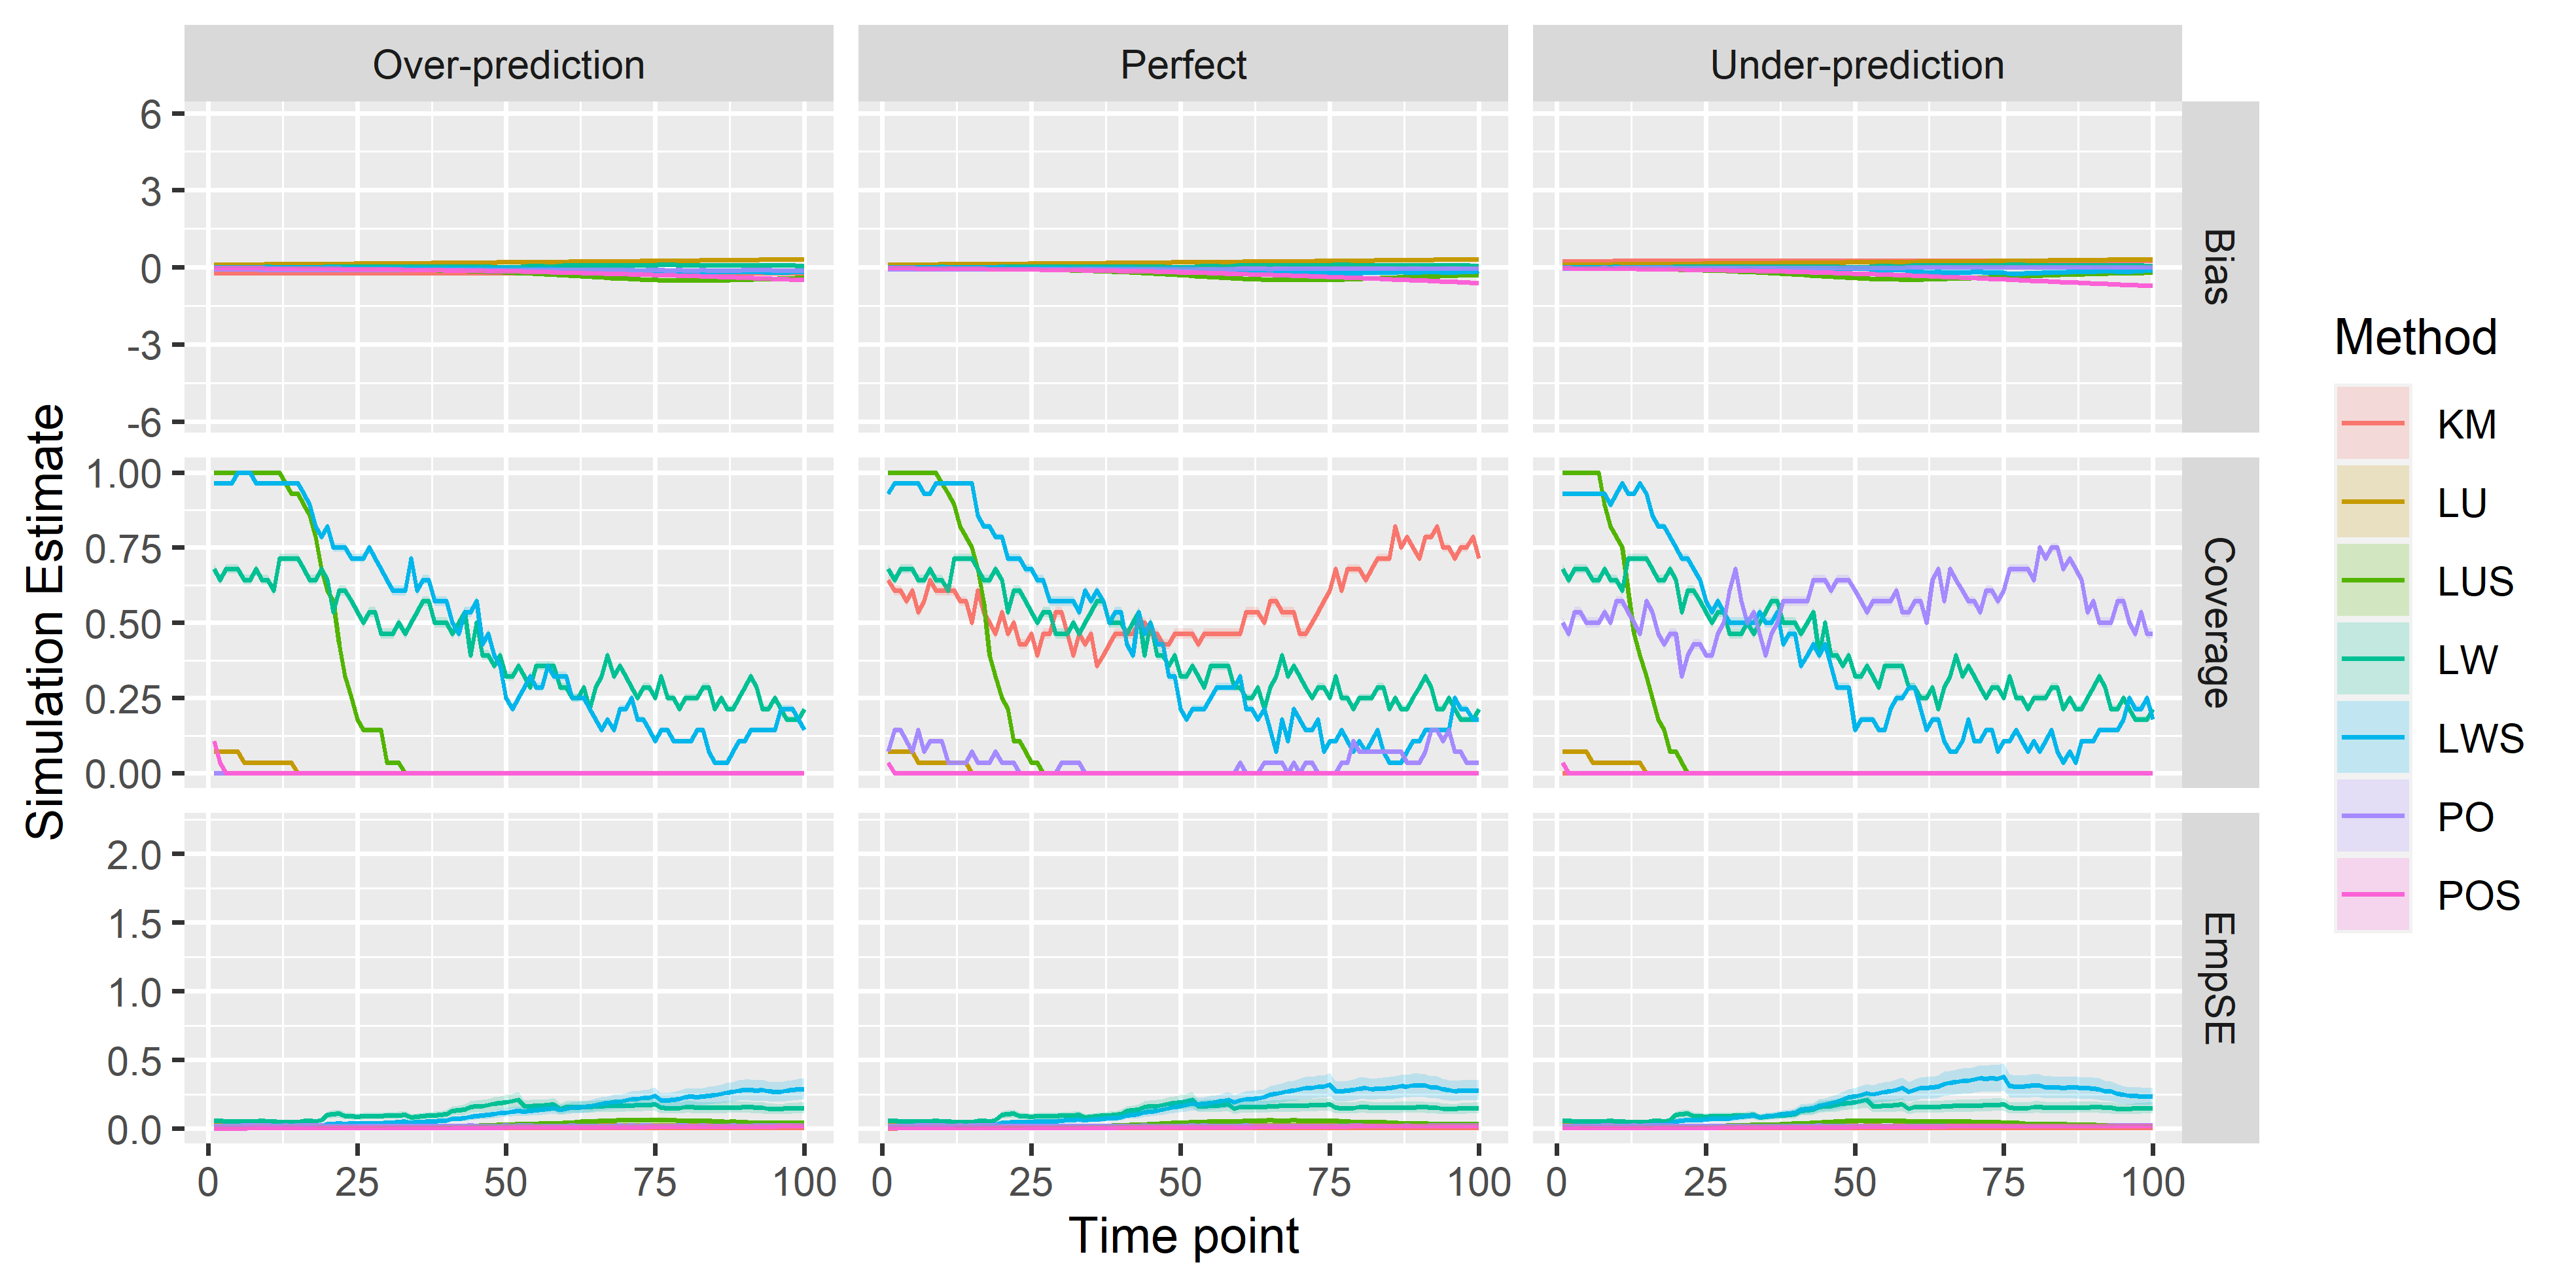 Over-prediction
Perfect
Under-prediction
6
3
0
-3
-6
Bias
1.00
0.75
0.50
0.25
0.00
Coverage
2.0
1.5
1.0
0.5
0.0
EmpSE
0 25 50 75 100
0 25 50 75 100
0 25 50 75 100
Time point
Simulation Estimate
Method
KM
LU
LUS
LW
LWS
PO
POS